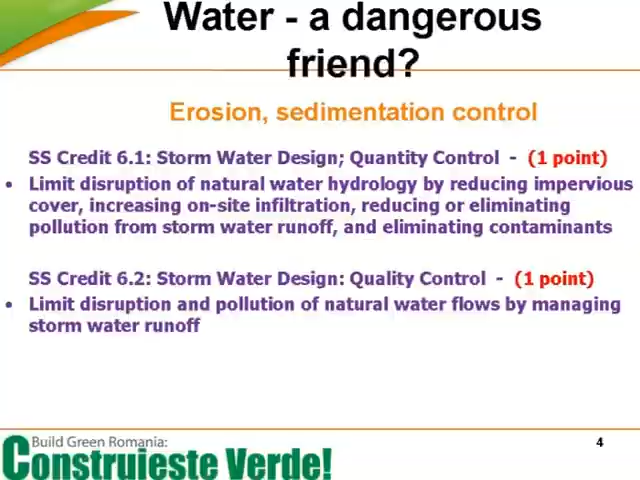 Water - a dangerous
friend?
Erosion, sedimentation control
SS Credit 6.1: Storm Water Design; Quantity Control - (1 point)
• Limit disruption of natural water hydrology by reducing impervious
cover, increasing on-site infiltration, reducing or eliminating
pollution from storm water runoff, and eliminating contaminants
SS Credit 6.2: Storm Water Design: Quality Control - (1 point)
• Limit disruption and pollution of natural water flows by managing
storm water runoff
Build Green Romania:
Construieste Verde!
4